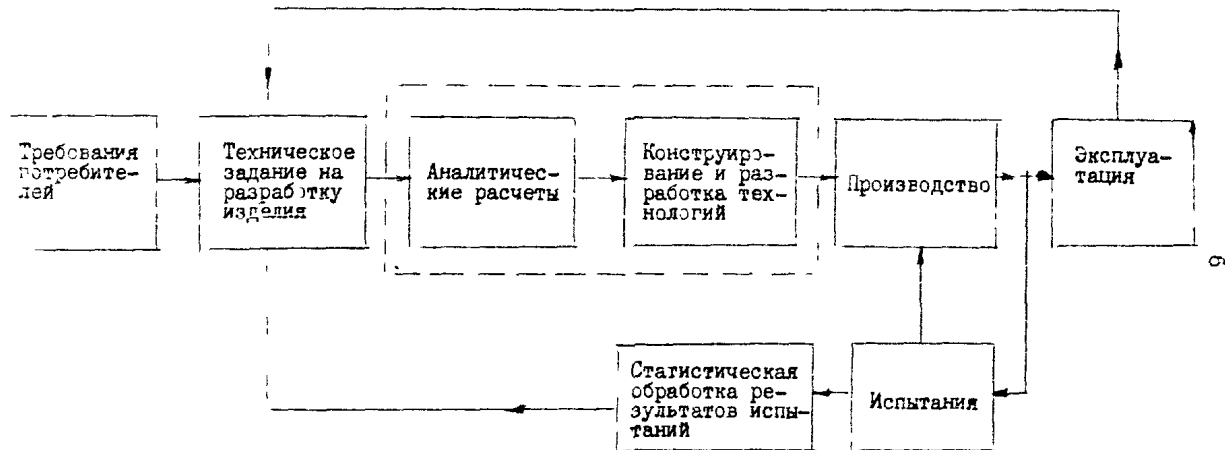 Требования
потребите-
лей
Техническое
задание на
разработку
изделия
Аналитичес-
кие расчеты
Конструиро-
вание и раз-
работка тех-
нологий
Производство
Эксплуа-
тация
Статистическая
обработка ре-
зультатов испы-
таний
Испытания
9